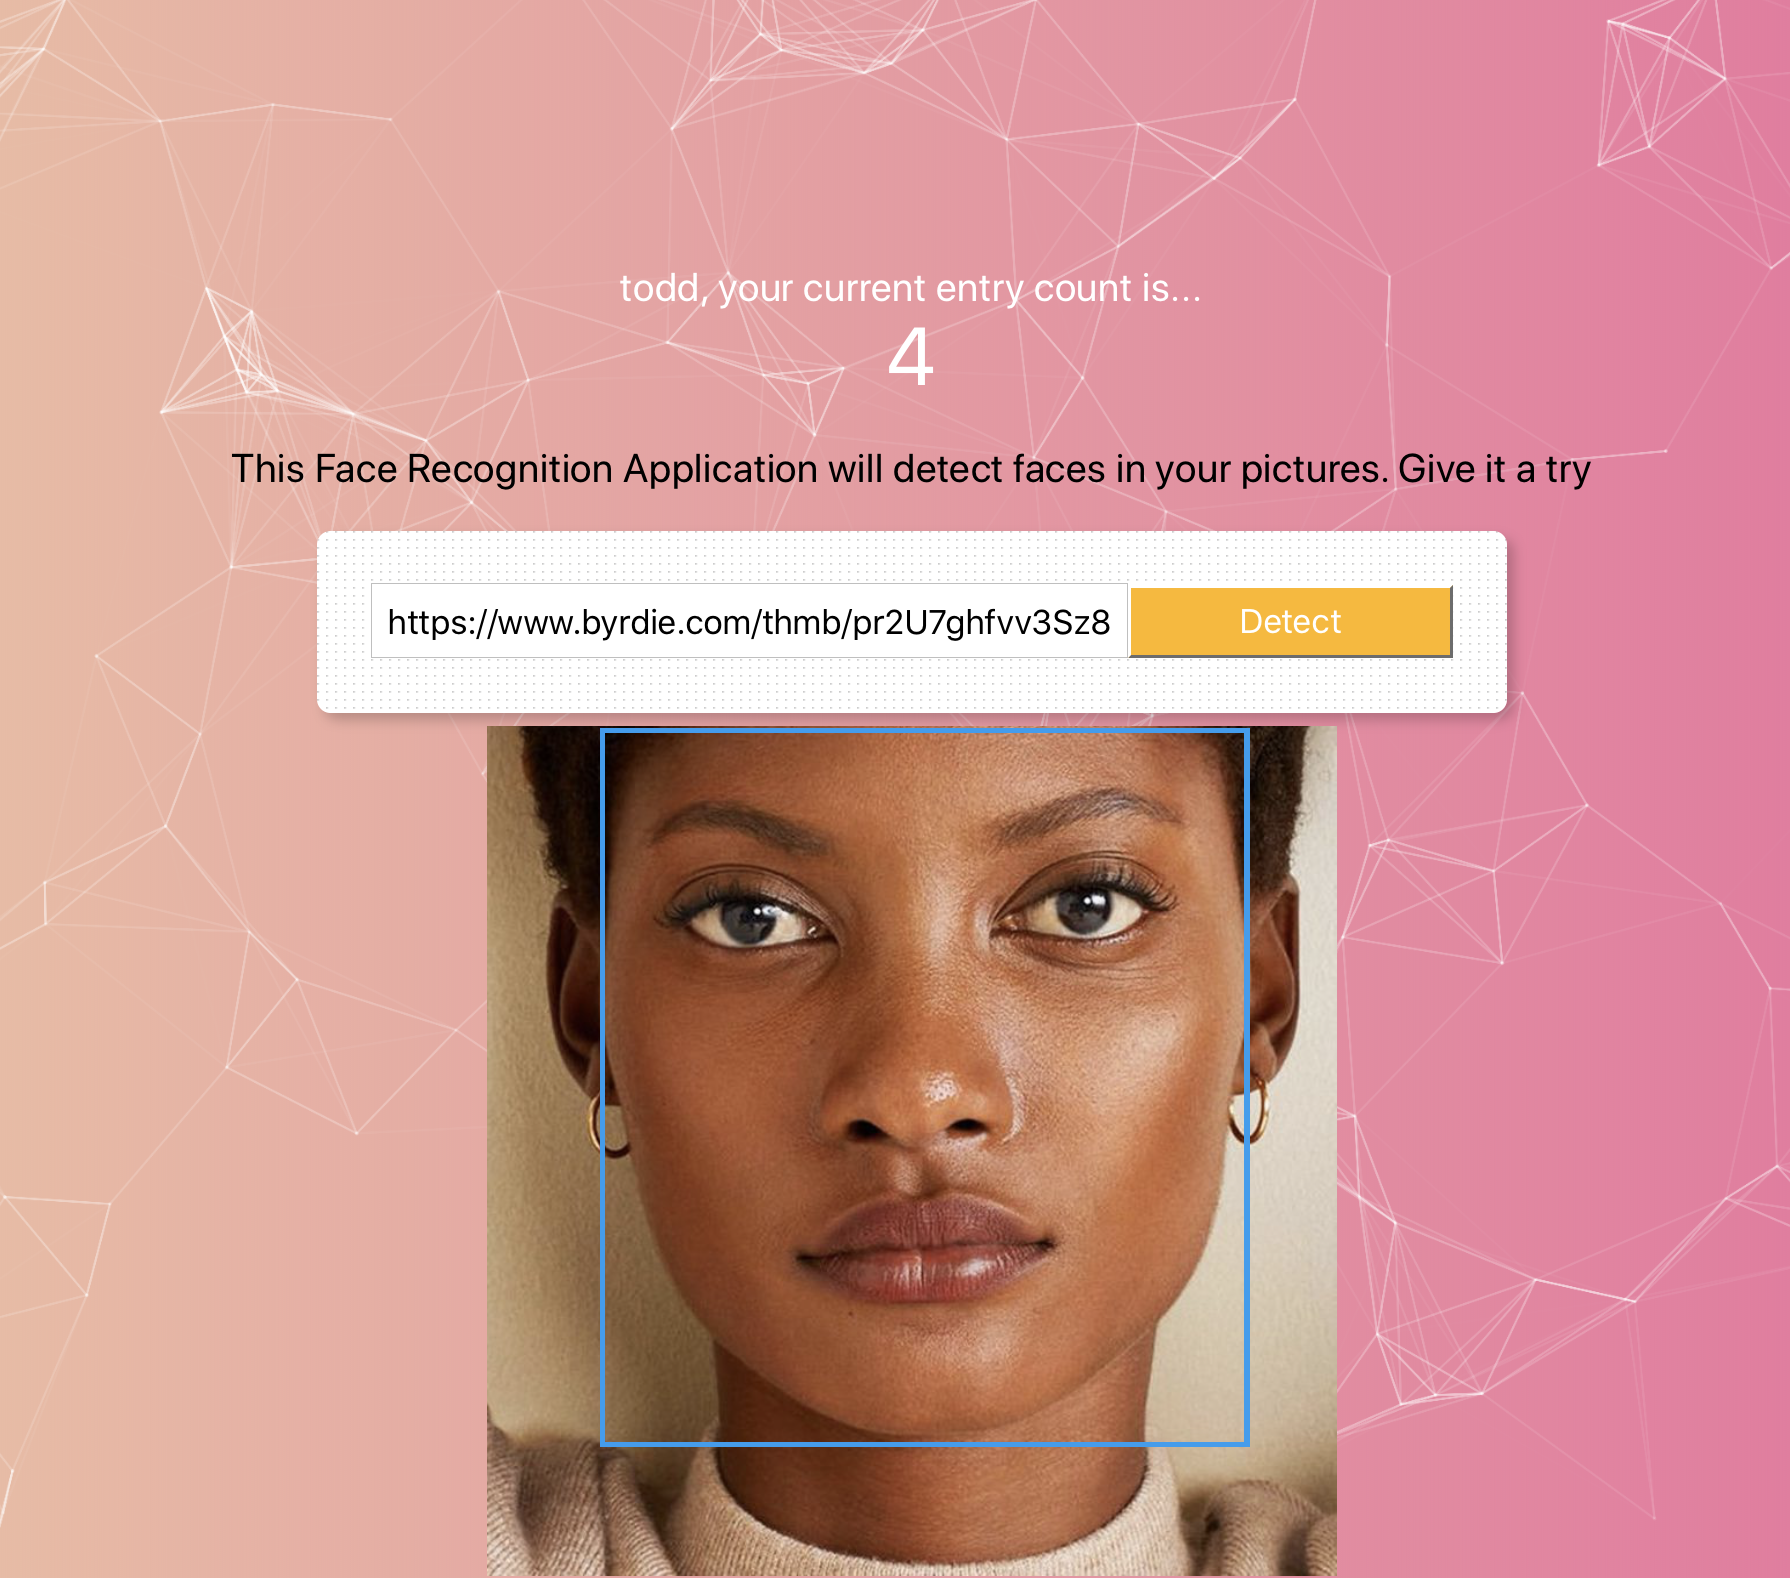 todd, your current entry count is...
4
This Face Recognition Application will detect faces in your pictures. Give it a try
https://www.byrdie.com/thmb/pr2U7ghfvv3Sz8
Detect